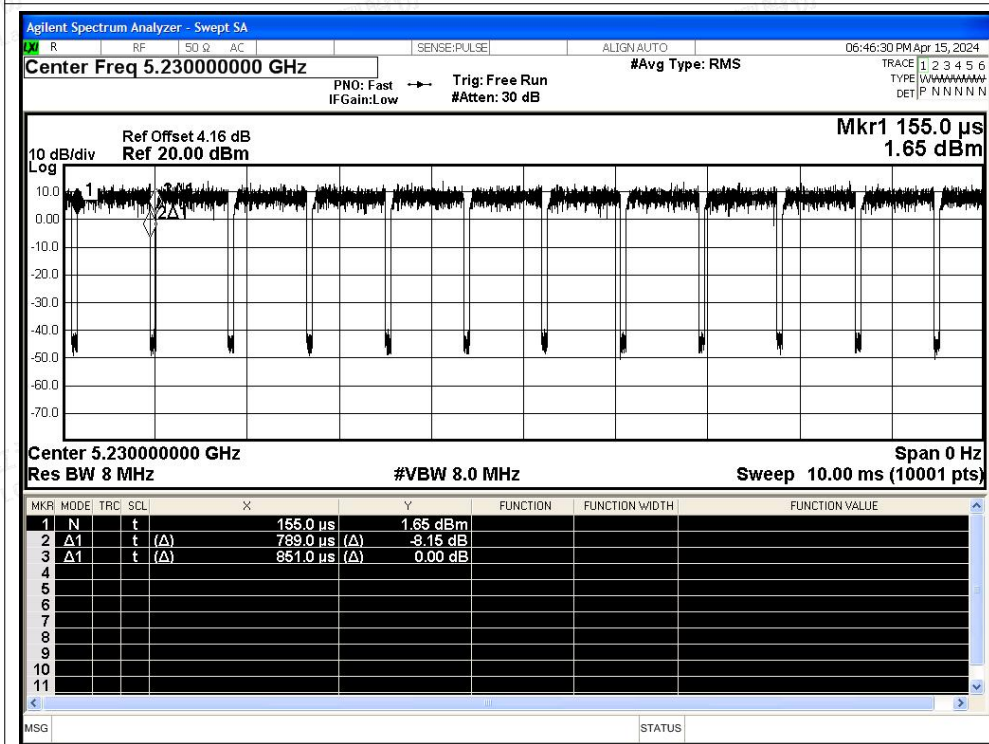 Agilent Spectrum Analyzer - Swept SA
LXI R RF 50 Ω AC SENSE:PULSE ALIGN AUTO 06:46:30 PM Apr 15, 2024
Center Freq 5.230000000 GHz #Avg Type: RMS TRACE 1 2 3 4 5 6
PNO: Fast Trig: Free Run TYPE W
IFGain:Low #Atten: 30 dB DET P N N N N N
Mkr1 155.0 µs
Ref Offset 4.16 dB
10 dB/div Ref 20.00 dBm 1.65 dBm
Log
10.0 1
0.00 2Δ1
-10.0
-20.0
-30.0
-40.0
-50.0
-60.0
-70.0
Center 5.230000000 GHz Span 0 Hz
Res BW 8 MHz #VBW 8.0 MHz Sweep 10.00 ms (10001 pts)
MKR MODE TRC SCL X Y FUNCTION FUNCTION WIDTH FUNCTION VALUE
1 N t 155.0 µs 1.65 dBm
2 Δ1 t (Δ) 789.0 µs (Δ) -8.15 dB
3 Δ1 t (Δ) 851.0 µs (Δ) 0.00 dB
4
5
6
7
8
9
10
11
MSG STATUS